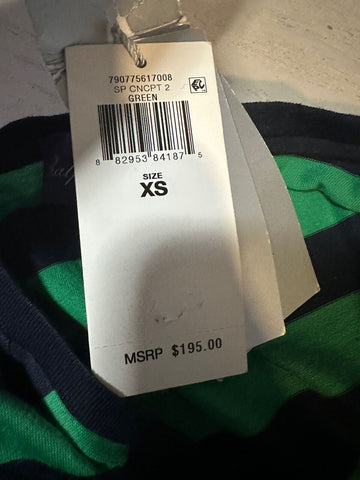 790775617008
SP CNCPT 2
GREEN
8 82953 84187 5
SIZE
XS
MSRP $195.00